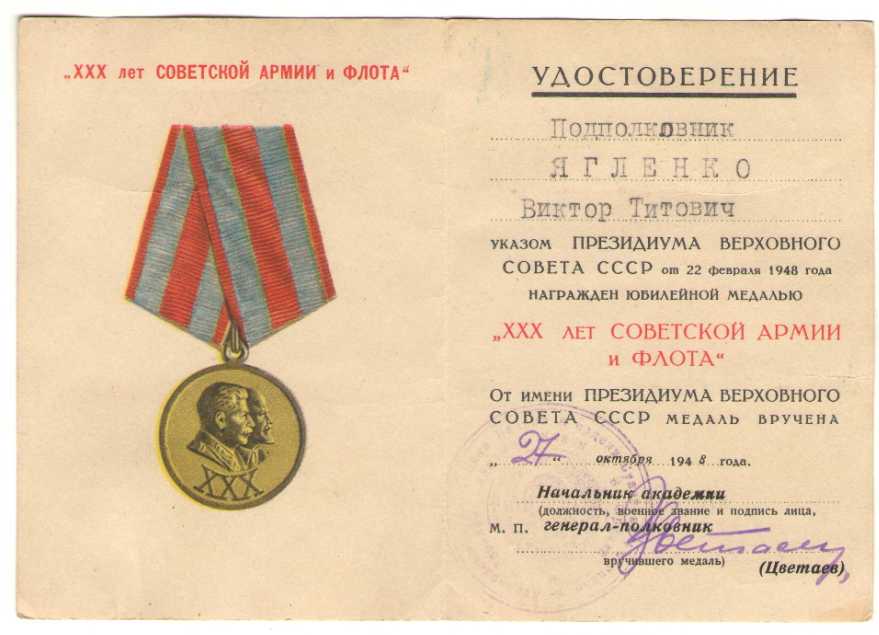 „XXX лет СОВЕТСКОЙ АРМИИ и ФЛОТА“
XXX
УДОСТОВЕРЕНИЕ
Подполковник
ЯГЛЕНКО
Виктор Титович
УКАЗОМ ПРЕЗИДИУМА ВЕРХОВНОГО
СОВЕТА СССР от 22 февраля 1948 года
НАГРАЖДЕН ЮБИЛЕЙНОЙ МЕДАЛЬЮ
„XXX ЛЕТ СОВЕТСКОЙ АРМИИ
и ФЛОТА“
От имени ПРЕЗИДИУМА ВЕРХОВНОГО
СОВЕТА СССР МЕДАЛЬ ВРУЧЕНА
„27“ октября 1948 года.
Начальник академии
(должность, военное звание и подпись лица,
М. П. генерал-полковник
вручившего медаль)
(Цветаев)